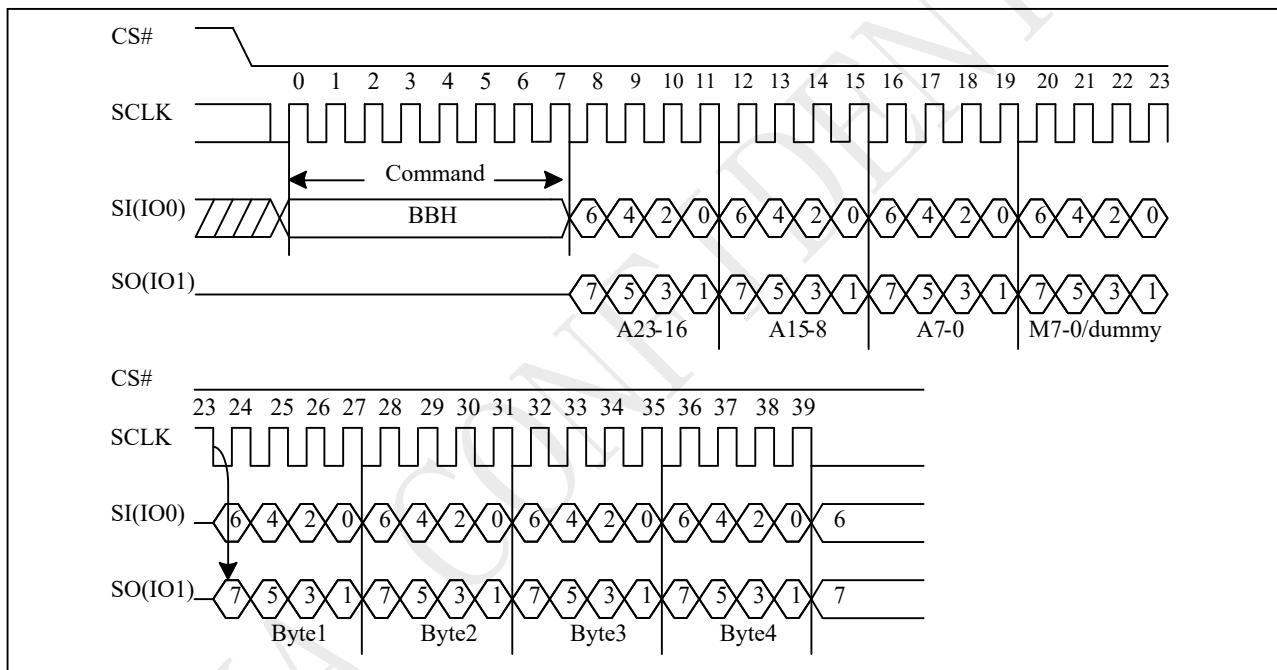 CS#
0 1 2 3 4 5 6 7 8 9 10 11 12 13 14 15 16 17 18 19 20 21 22 23
SCLK
Command
SI(IO0) BBH 6 4 2 0 6 4 2 0 6 4 2 0 6 4 2 0
SO(IO1) 7 5 3 1 7 5 3 1 7 5 3 1 7 5 3 1
A23-16 A15-8 A7-0 M7-0/dummy
CS#
23 24 25 26 27 28 29 30 31 32 33 34 35 36 37 38 39
SCLK
SI(IO0) 6 4 2 0 6 4 2 0 6 4 2 0 6 4 2 0 6
SO(IO1) 7 5 3 1 7 5 3 1 7 5 3 1 7 5 3 1 7
Byte1 Byte2 Byte3 Byte4